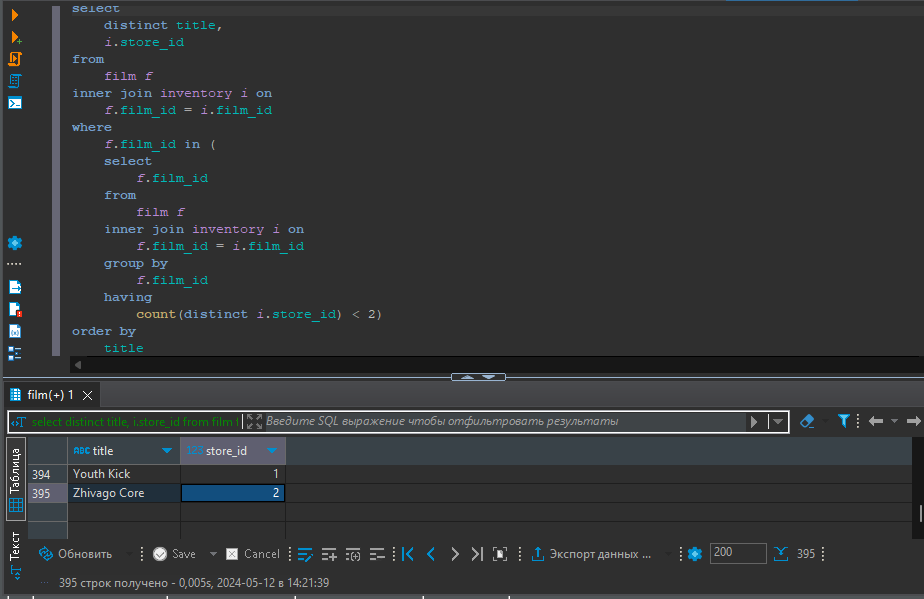 select
distinct title,
i.store_id
from
film f
inner join inventory i on
f.film_id = i.film_id
where
f.film_id in (
select
f.film_id
from
film f
inner join inventory i on
f.film_id = i.film_id
group by
f.film_id
having
count(distinct i.store_id) < 2)
order by
title
film(+) 1
select distinct title, i.store_id from film f
Введите SQL выражение чтобы отфильтровать результаты
Таблица
Текст
ABC title 123 store_id
394 Youth Kick 1
395 Zhivago Core 2
Обновить Save Cancel Экспорт данных ... 200 395
395 строк получено - 0,005s, 2024-05-12 в 14:21:39